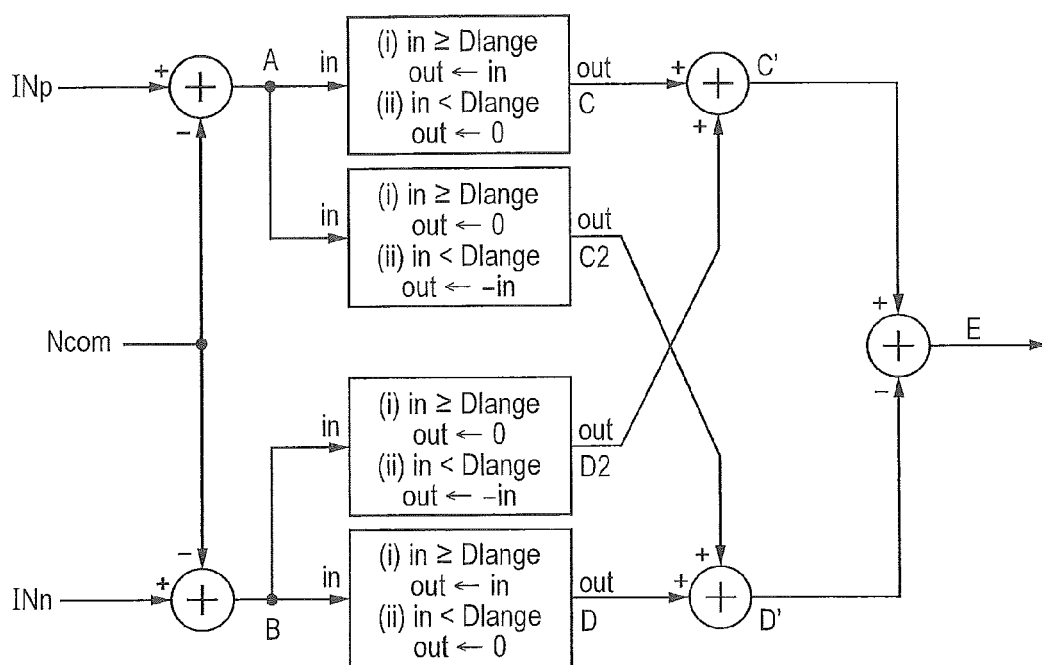 INp
+
-
+
A
in
(i) in ≥ Dlange
out ← in
(ii) in < Dlange
out ← 0
out
C
+
+
+
C'
in
(i) in ≥ Dlange
out ← 0
(ii) in < Dlange
out ← -in
out
C2
Ncom
+
+
-
E
in
(i) in ≥ Dlange
out ← 0
(ii) in < Dlange
out ← -in
out
D2
INn
-
+
+
B
in
(i) in ≥ Dlange
out ← in
(ii) in < Dlange
out ← 0
out
D
+
+
+
D'